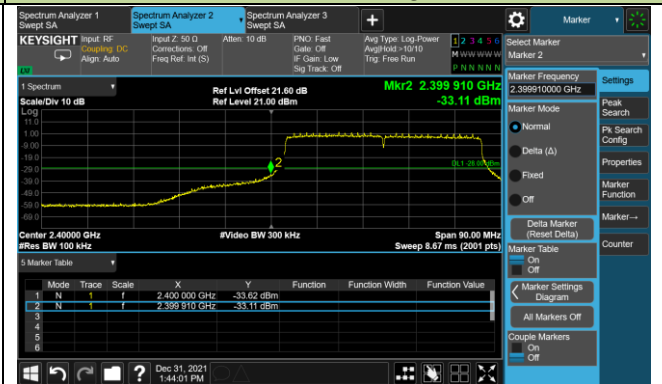 Spectrum Analyzer 1
Swept SA
Spectrum Analyzer 2
Swept SA
Spectrum Analyzer 3
Swept SA
+
Marker
KEYSIGHT
Input: RF
Coupling: DC
Align: Auto
Input Z: 50 Ω
Corrections: Off
Freq Ref: Int (S)
Atten: 10 dB
PNO: Fast
Gate: Off
IF Gain: Low
Sig Track: Off
Avg Type: Log-Power
Avg|Hold:>10/10
Trig: Free Run
1 2 3 4 5 6
M W W W W W
P N N N N N
Select Marker
Marker 2
1 Spectrum
Scale/Div 10 dB
Ref Lvl Offset 21.60 dB
Ref Level 21.00 dBm
Mkr2 2.399 910 GHz
-33.11 dBm
Log
11.0
1.00
-9.00
-19.0
-29.0
-39.0
-49.0
-59.0
-69.0
2
DL1 -28.00 dBm
Center 2.40000 GHz
#Res BW 100 kHz
#Video BW 300 kHz
Span 90.00 MHz
Sweep 8.67 ms (2001 pts)
5 Marker Table
Mode Trace Scale X Y Function Function Width Function Value
1 N 1 f 2.400 000 GHz -33.62 dBm
2 N 1 f 2.399 910 GHz -33.11 dBm
3
4
5
6
Marker Frequency
2.399910000 GHz
Marker Mode
Normal
Delta (Δ)
Fixed
Off
Delta Marker
(Reset Delta)
Marker Table
On
Off
Marker Settings
Diagram
All Markers Off
Couple Markers
On
Off
Settings
Peak
Search
Pk Search
Config
Properties
Marker
Function
Marker→
Counter
?
Dec 31, 2021
1:44:01 PM